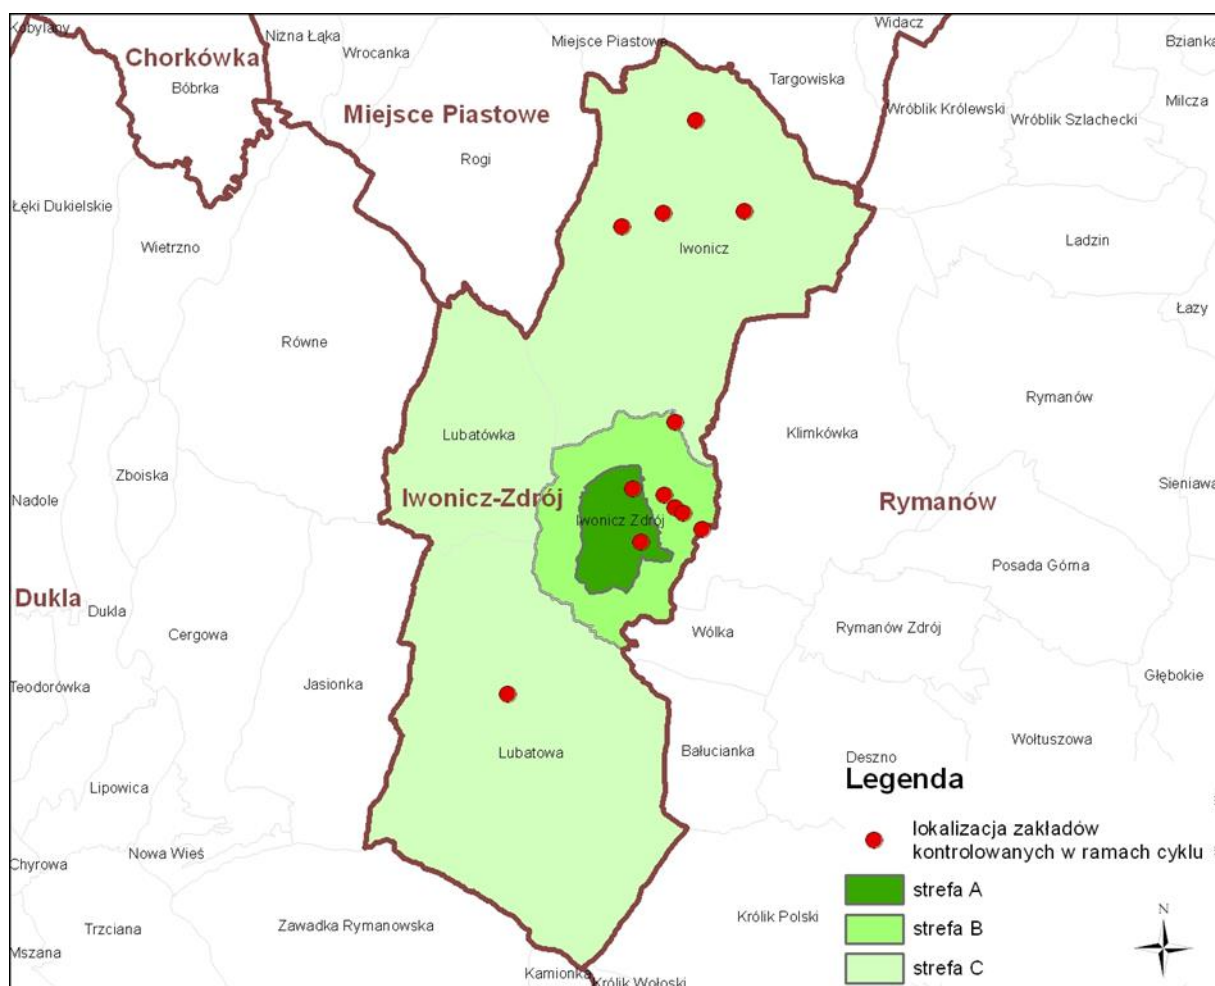 Kobylany
Nizna Łąka
Widacz
Chorkówka
Wrocanka
Miejsce Piastowe
Bzianka
Bóbrka
Targowiska
Miejsce Piastowe
Wróblik Królewski
Milcza
Wróblik Szlachecki
Rogi
Łęki Dukielskie
Wietrzno
Iwonicz
Ladzin
Łazy
Równe
Rymanów
Lubatówka
Klimkówka
Zboiska
Nadole
Iwonicz-Zdrój
Rymanów
Sieniawa
Iwonicz Zdrój
Posada Górna
Dukla
Dukla
Cergowa
Wólka
Rymanów Zdrój
Teodorówka
Jasionka
Głębokie
Lubatowa
Bałucianka
Wołtuszowa
Deszno
Legenda
Lipowica
lokalizacja zakładów
kontrolowanych w ramach cyklu
Chyrowa
Nowa Wieś
strefa A
Trzciana
Zawadka Rymanowska
Królik Polski
N
strefa B
Mszana
Kamionka
strefa C
Królik Wołoski